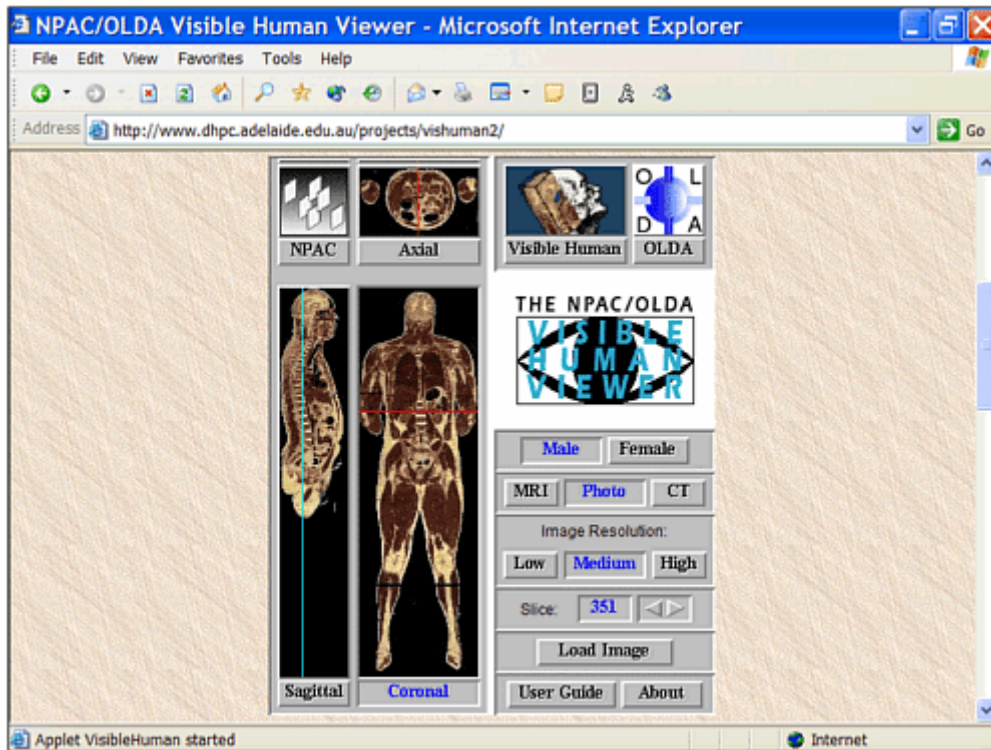 NPAC/OLDA Visible Human Viewer - Microsoft Internet Explorer
File Edit View Favorites Tools Help
Address http://www.dhpc.adelaide.edu.au/projects/vishuman2/ Go
NPAC Axial
O L
D A
Visible Human OLDA
THE NPAC/OLDA
VISIBLE
HUMAN
VIEWER
Male Female
MRI Photo CT
Image Resolution:
Low Medium High
Slice: 351
Load Image
Sagittal Coronal
User Guide About
Applet VisibleHuman started Internet